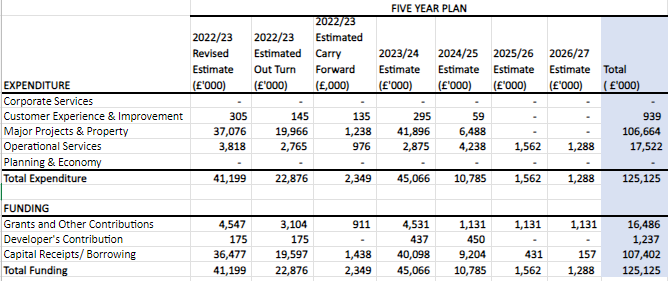 FIVE YEAR PLAN
EXPENDITURE 2022/23 Revised Estimate (£'000) 2022/23 Estimated Out Turn (£'000) 2022/23 Estimated Carry Forward (£,000) 2023/24 Estimate (£'000) 2024/25 Estimate (£'000) 2025/26 Estimate (£'000) 2026/27 Estimate (£'000) Total ( £'000)
Corporate Services - - - - - - - -
Customer Experience & Improvement 305 145 135 295 59 - - 939
Major Projects & Property 37,076 19,966 1,238 41,896 6,488 - - 106,664
Operational Services 3,818 2,765 976 2,875 4,238 1,562 1,288 17,522
Planning & Economy - - - - - - - -
Total Expenditure 41,199 22,876 2,349 45,066 10,785 1,562 1,288 125,125
FUNDING
Grants and Other Contributions 4,547 3,104 911 4,531 1,131 1,131 1,131 16,486
Developer's Contribution 175 175 - 437 450 - - 1,237
Capital Receipts/ Borrowing 36,477 19,597 1,438 40,098 9,204 431 157 107,402
Total Funding 41,199 22,876 2,349 45,066 10,785 1,562 1,288 125,125